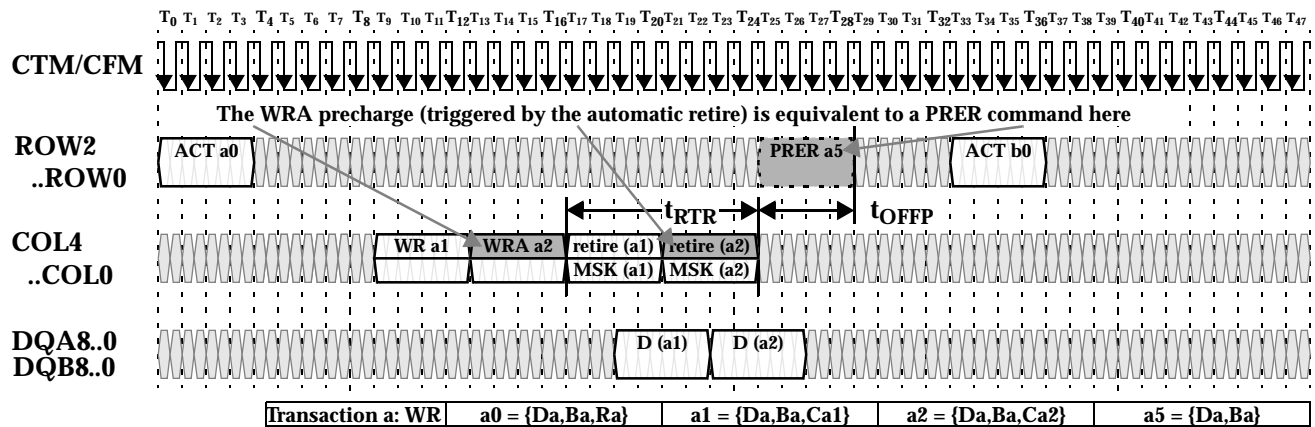 T0 T1 T2 T3 T4 T5 T6 T7 T8 T9 T10 T11 T12 T13 T14 T15 T16 T17 T18 T19 T20 T21 T22 T23 T24 T25 T26 T27 T28 T29 T30 T31 T32 T33 T34 T35 T36 T37 T38 T39 T40 T41 T42 T43 T44 T45 T46 T47
CTM/CFM
The WRA precharge (triggered by the automatic retire) is equivalent to a PRER command here
ROW2
..ROW0
ACT a0
PRER a5
ACT b0
tRTR
tOFFP
COL4
..COL0
WR a1
WRA a2
retire (a1)
retire (a2)
MSK (a1)
MSK (a2)
DQA8..0
DQB8..0
D (a1)
D (a2)
Transaction a: WR
a0 = {Da,Ba,Ra}
a1 = {Da,Ba,Ca1}
a2 = {Da,Ba,Ca2}
a5 = {Da,Ba}